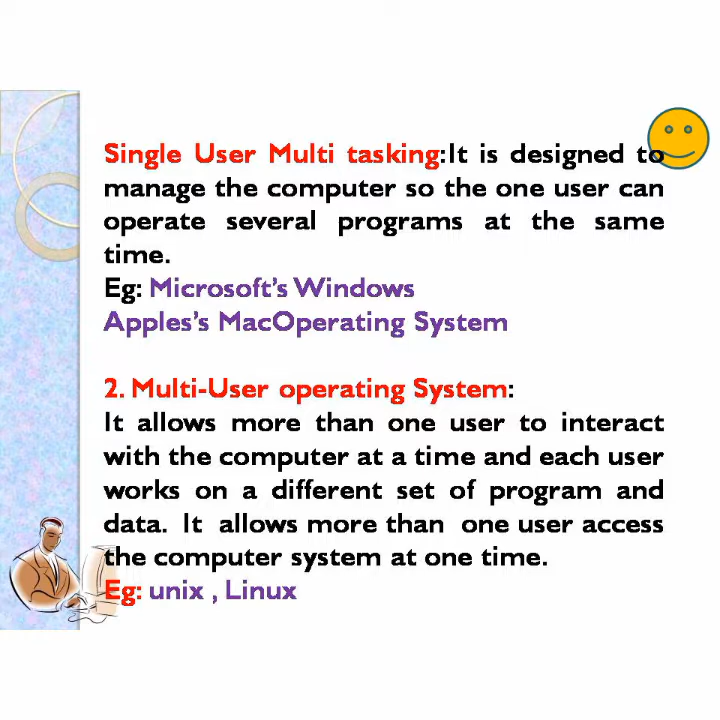 Single User Multi tasking:It is designed to
manage the computer so the one user can
operate several programs at the same
time.
Eg: Microsoft's Windows
Apples's MacOperating System
2. Multi-User operating System:
It allows more than one user to interact
with the computer at a time and each user
works on a different set of program and
data. It allows more than one user access
the computer system at one time.
Eg: unix , Linux